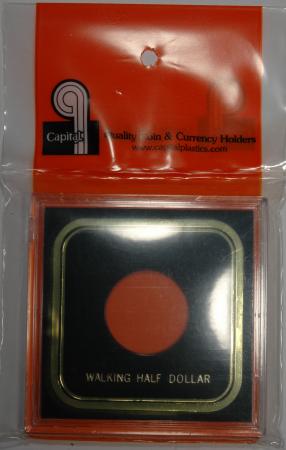 Capital
Quality Coin & Currency Holders
www.capitalplastics.com
WALKING HALF DOLLAR